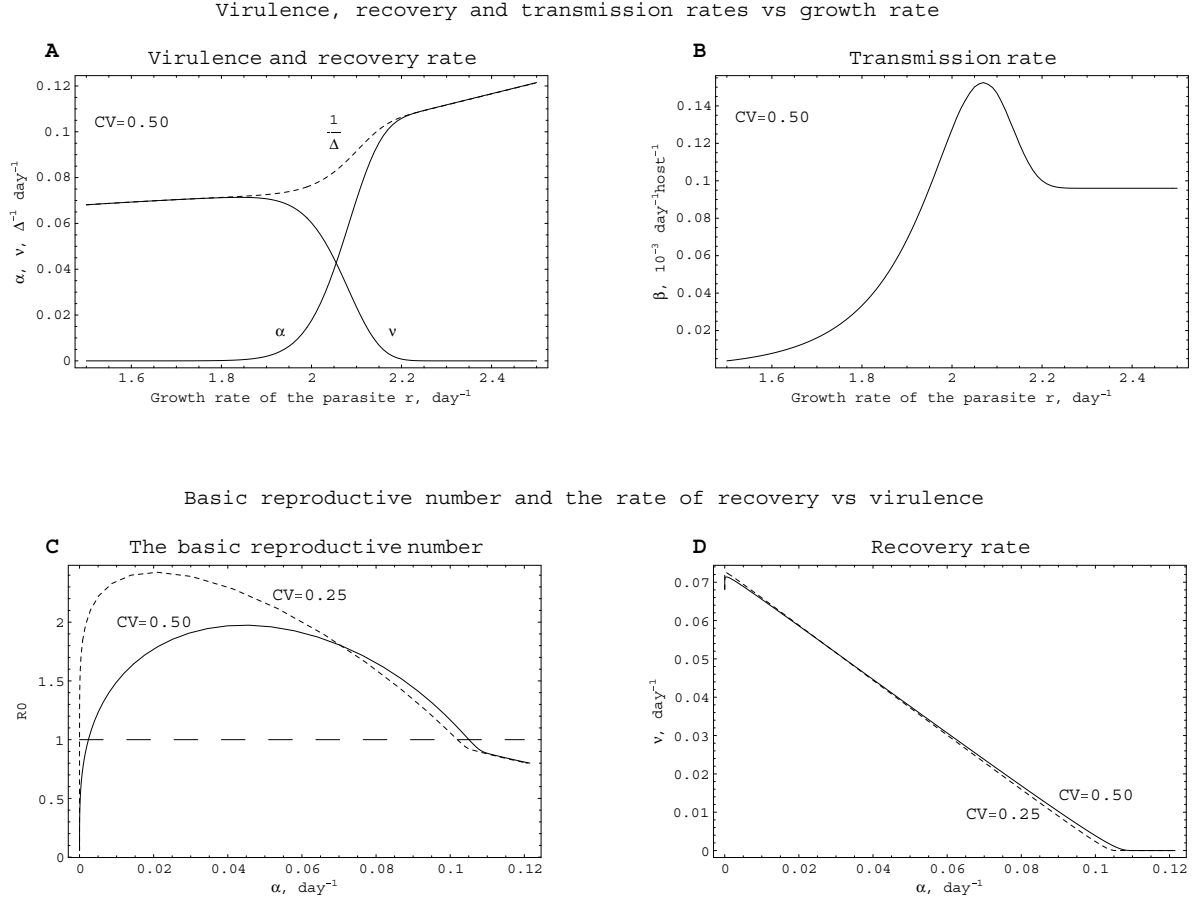 Virulence, recovery and transmission rates vs growth rate
A
Virulence and recovery rate
CV=0.50
1
Δ
α
ν
0
0.02
0.04
0.06
0.08
0.1
0.12
α, ν, Δ⁻¹ day⁻¹
1.6 1.8 2 2.2 2.4
Growth rate of the parasite r, day⁻¹
B
Transmission rate
CV=0.50
0.02
0.04
0.06
0.08
0.1
0.12
0.14
β, 10⁻³ day⁻¹host⁻¹
1.6 1.8 2 2.2 2.4
Growth rate of the parasite r, day⁻¹
Basic reproductive number and the rate of recovery vs virulence
C
The basic reproductive number
CV=0.25
CV=0.50
0
0.5
1
1.5
2
R0
0 0.02 0.04 0.06 0.08 0.1 0.12
α, day⁻¹
D
Recovery rate
CV=0.50
CV=0.25
0
0.01
0.02
0.03
0.04
0.05
0.06
0.07
ν, day⁻¹
0 0.02 0.04 0.06 0.08 0.1 0.12
α, day⁻¹